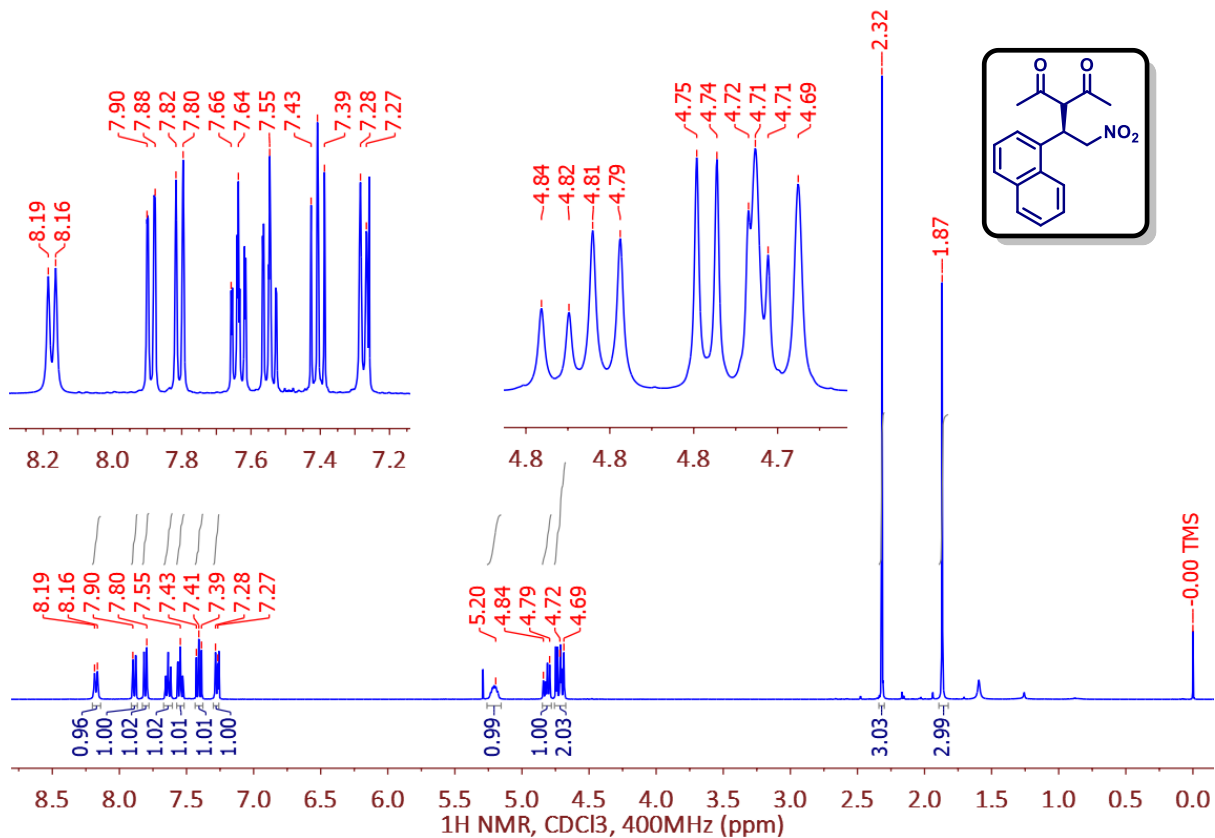 2.32
O O
NO₂
7.90 7.88 7.82 7.80 7.66 7.64 7.55 7.43 7.39 7.28 7.27
8.19 8.16
4.75 4.74 4.72 4.71 4.71 4.69
4.84 4.82 4.81 4.79
1.87
8.2 8.0 7.8 7.6 7.4 7.2
4.8 4.8 4.8 4.7
8.19 8.16 7.90 7.80 7.55 7.43 7.41 7.39 7.28 7.27
5.20 4.84 4.79 4.72 4.69
-0.00 TMS
0.96 1.00 1.02 1.02 1.01 1.01 1.00 0.99 1.00 2.03 3.03 2.99
8.5 8.0 7.5 7.0 6.5 6.0 5.5 5.0 4.5 4.0 3.5 3.0 2.5 2.0 1.5 1.0 0.5 0.0
1H NMR, CDCl3, 400MHz (ppm)